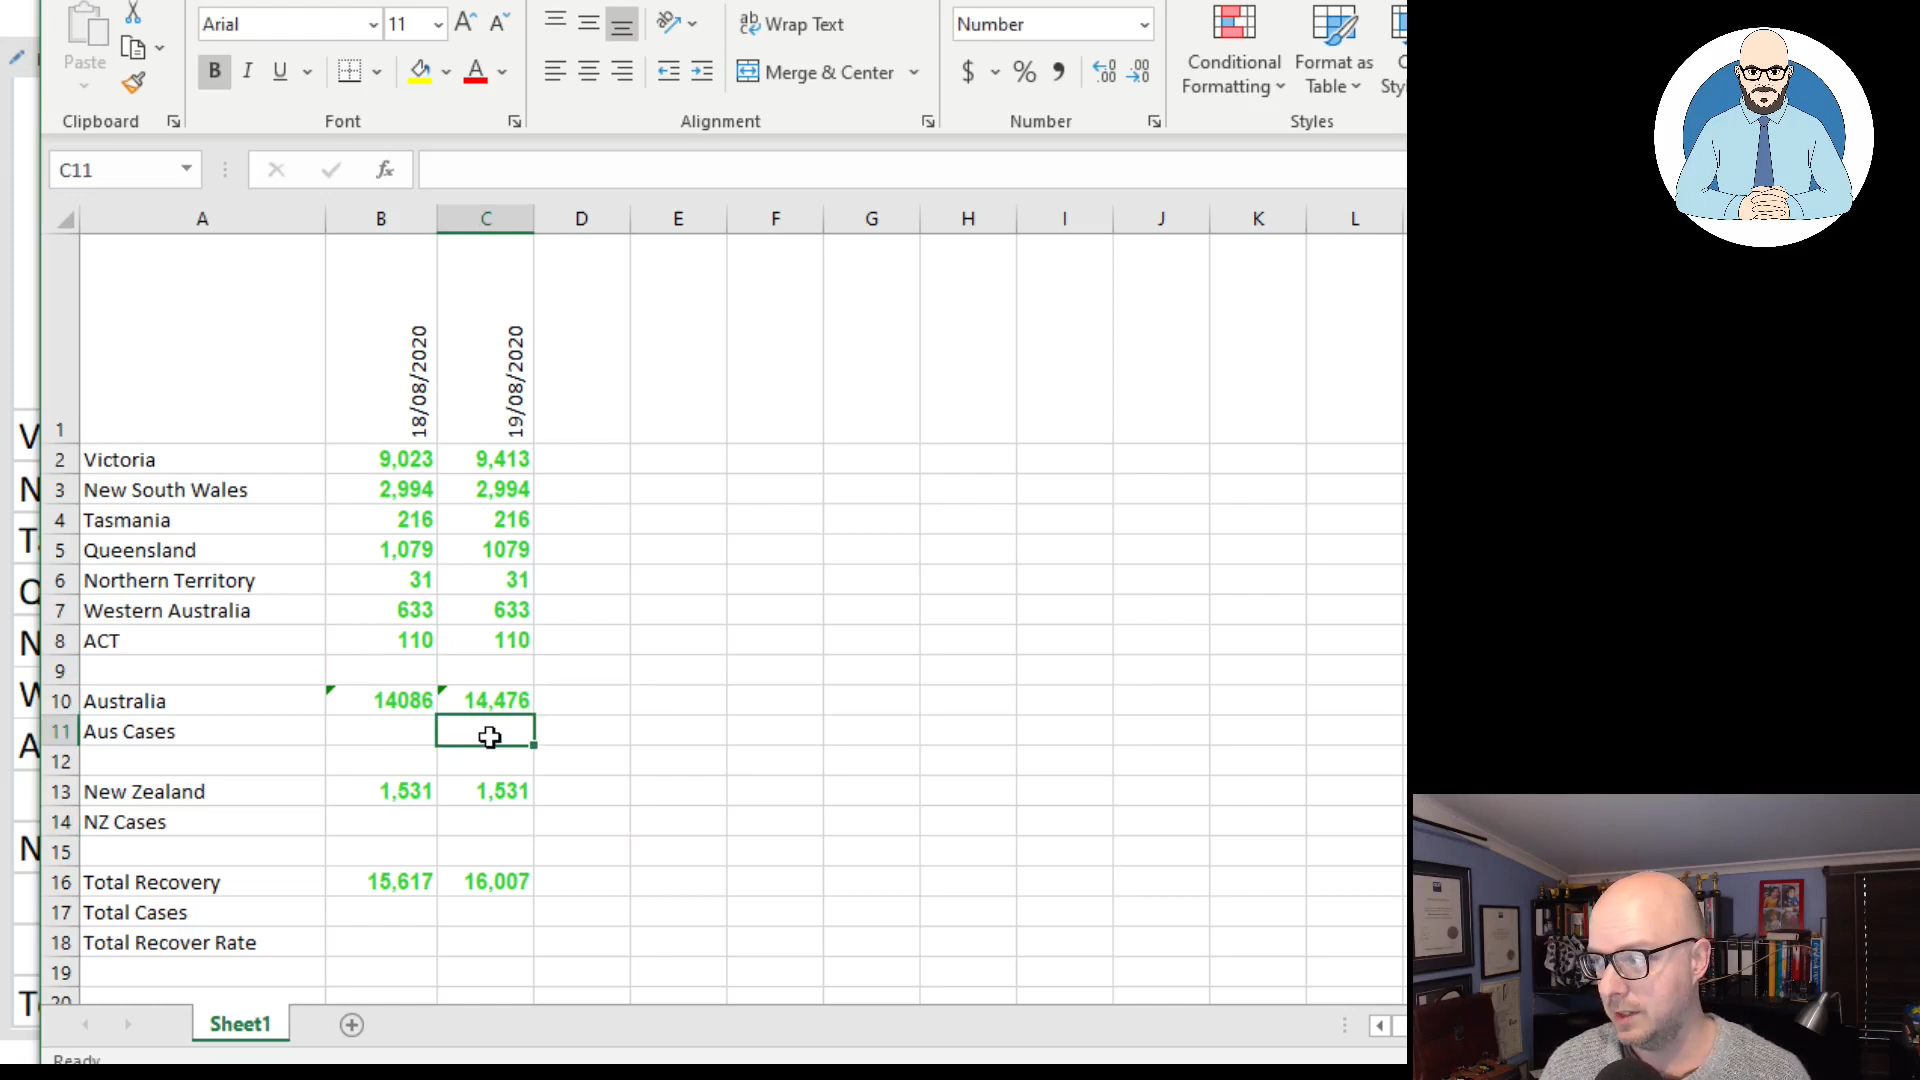 Arial 11 Wrap Text Number
Paste B I U Merge & Center $ % Conditional Formatting Format as Table
Clipboard Font Alignment Number Styles
C11 fx
A B C D E F G H I J K L
1 18/08/2020 19/08/2020
2 Victoria 9,023 9,413
3 New South Wales 2,994 2,994
4 Tasmania 216 216
5 Queensland 1,079 1079
6 Northern Territory 31 31
7 Western Australia 633 633
8 ACT 110 110
9
10 Australia 14086 14,476
11 Aus Cases
12
13 New Zealand 1,531 1,531
14 NZ Cases
15
16 Total Recovery 15,617 16,007
17 Total Cases
18 Total Recover Rate
19
20
Sheet1
Ready